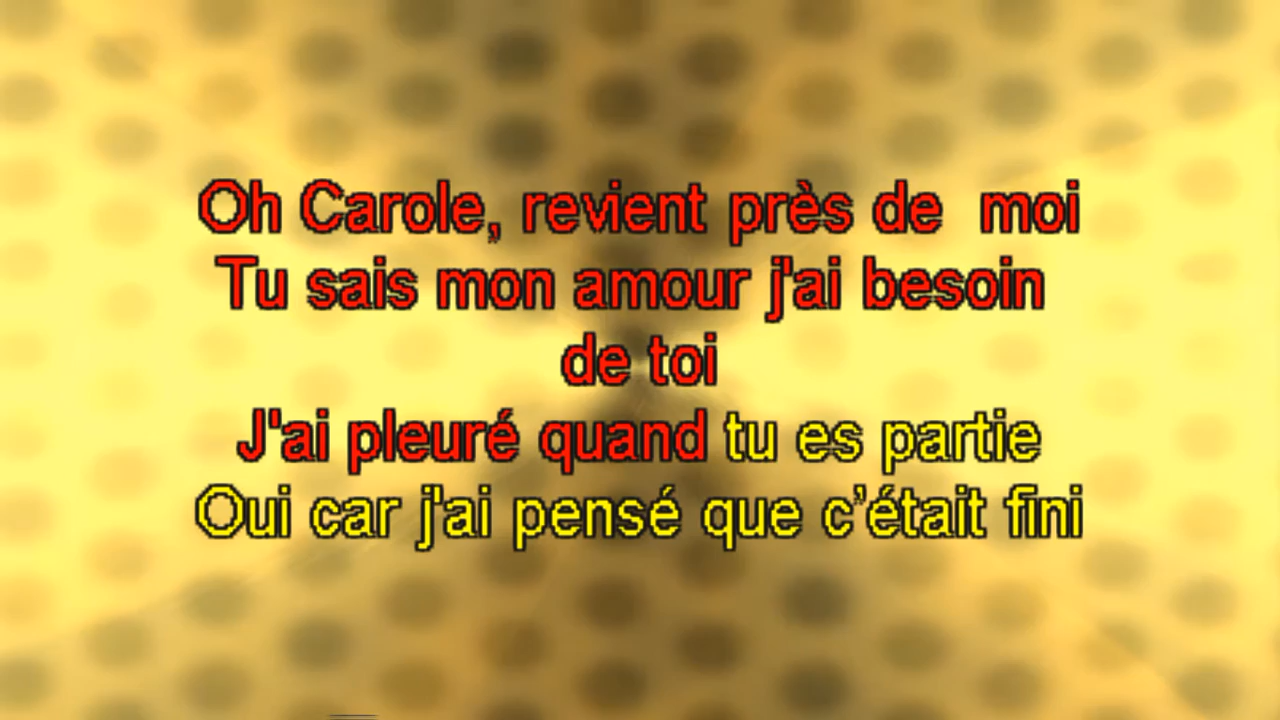 Oh Carole, revient près de  moi
Tu sais mon amour j'ai besoin
de toi
J'ai pleuré quand tu es partie
Oui car j'ai pensé que c’était fini